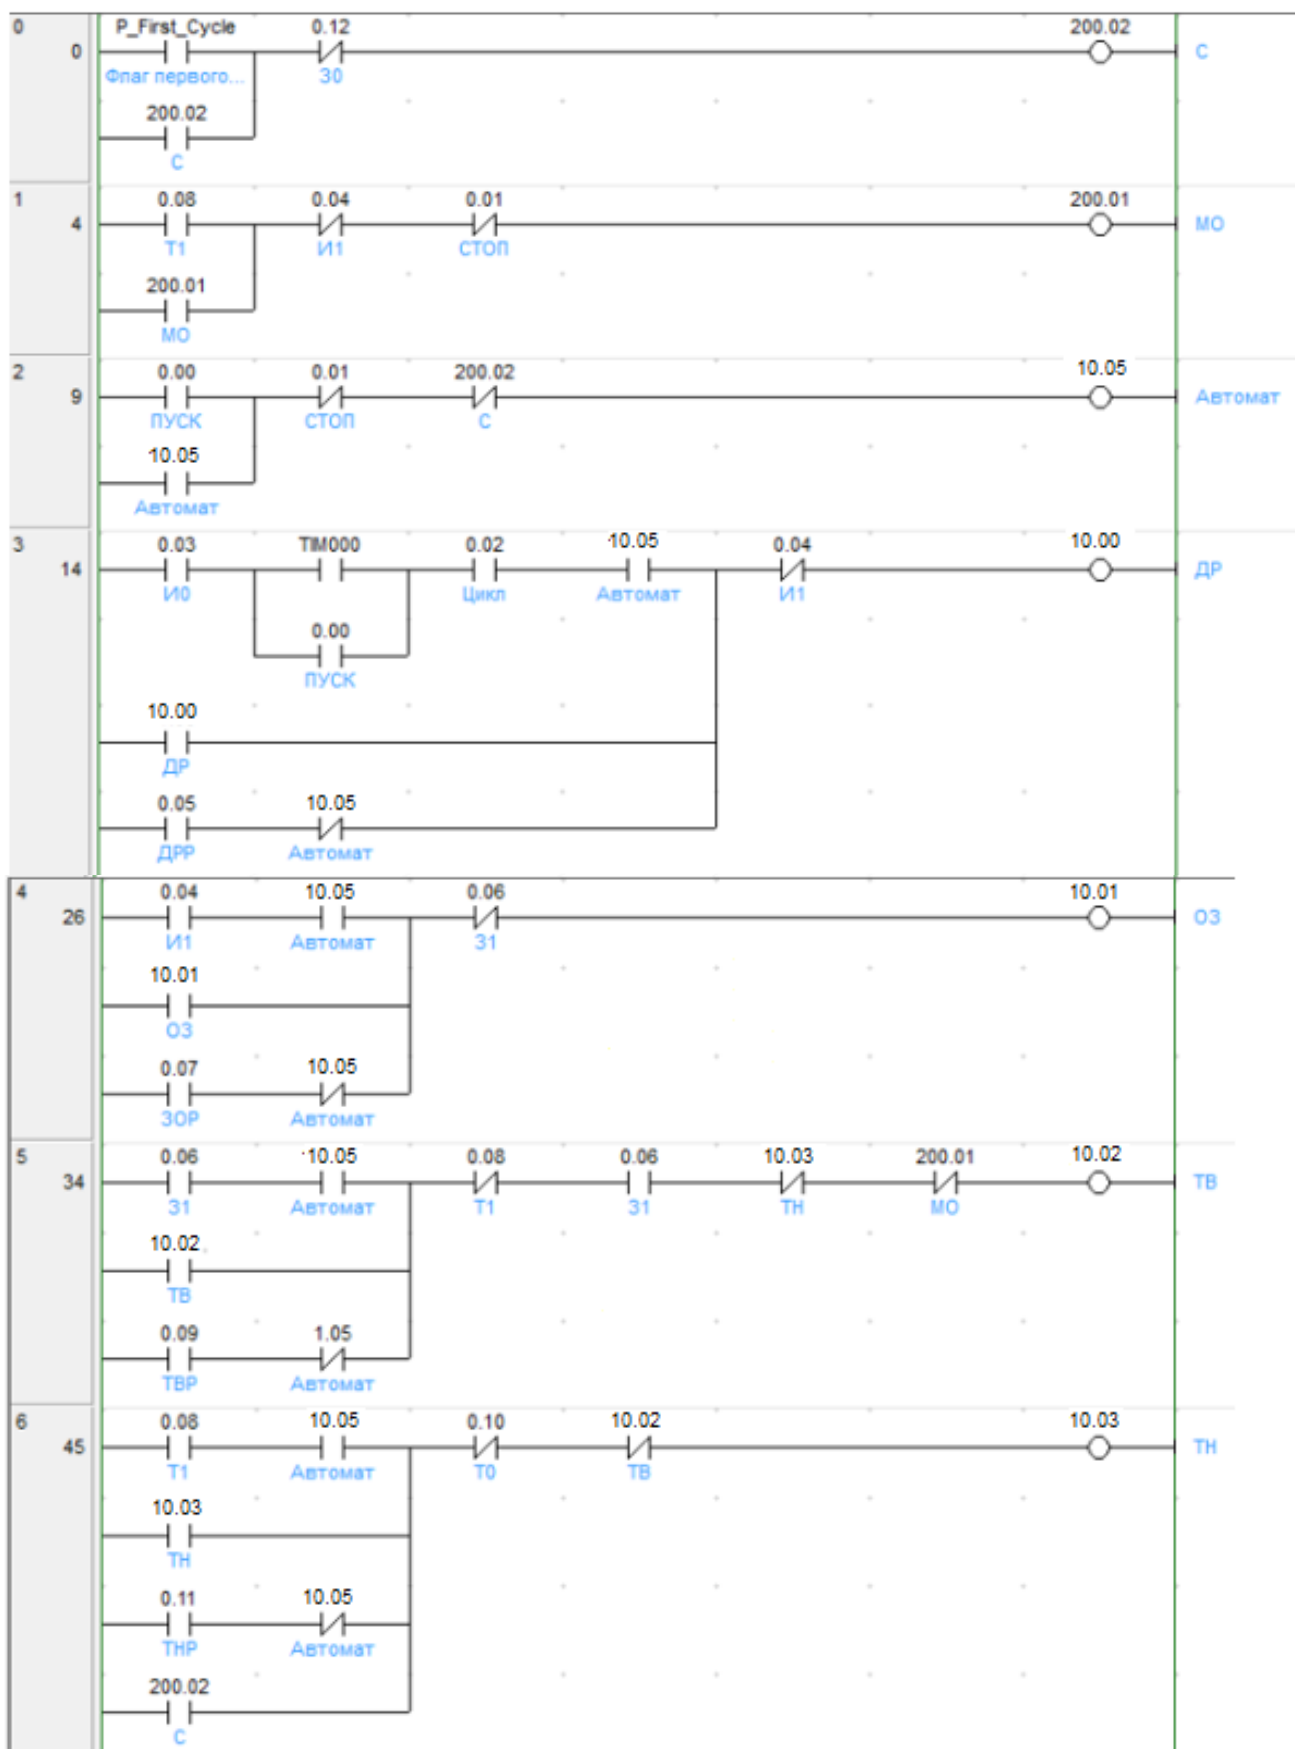 0
P_First_Cycle 0.12 200.02
0 С
Флаг первого... З0
200.02
С
1
0.08 0.04 0.01 200.01
4 МО
Т1 И1 СТОП
200.01
МО
2
0.00 0.01 200.02 10.05
9 Автомат
ПУСК СТОП С
10.05
Автомат
3
0.03 TIM000 0.02 10.05 0.04 10.00
14 ДР
И0 Цикл Автомат И1
0.00
ПУСК
10.00
ДР
0.05 10.05
ДРР Автомат
4
0.04 10.05 0.06 10.01
26 ОЗ
И1 Автомат З1
10.01
ОЗ
0.07 10.05
ЗОР Автомат
5
0.06 10.05 0.08 0.06 10.03 200.01 10.02
34 ТВ
З1 Автомат Т1 З1 ТН МО
10.02
ТВ
0.09 1.05
ТВР Автомат
6
0.08 10.05 0.10 10.02 10.03
45 ТН
Т1 Автомат Т0 ТВ
10.03
ТН
0.11 10.05
ТНР Автомат
200.02
С